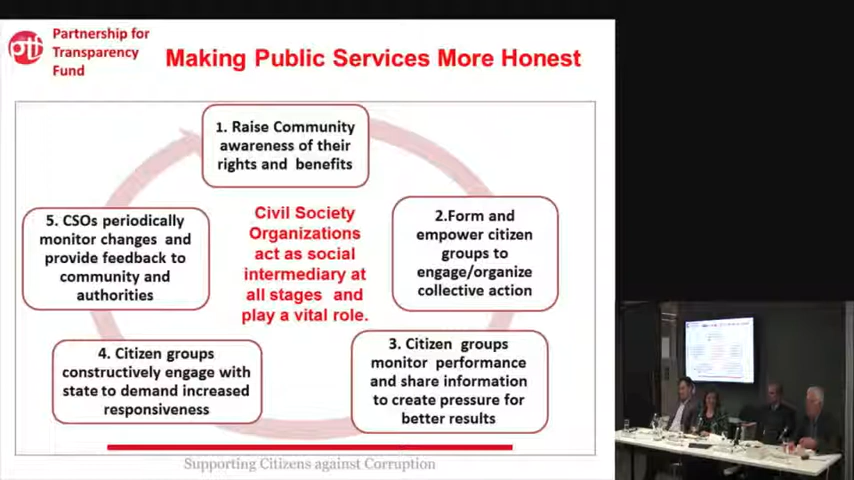 Partnership for
Transparency
Fund
ptf
Making Public Services More Honest
1. Raise Community
awareness of their
rights and benefits
2.Form and
empower citizen
groups to
engage/organize
collective action
3. Citizen groups
monitor performance
and share information
to create pressure for
better results
4. Citizen groups
constructively engage with
state to demand increased
responsiveness
5. CSOs periodically
monitor changes and
provide feedback to
community and
authorities
Civil Society
Organizations
act as social
intermediary at
all stages and
play a vital role.
Supporting Citizens against Corruption